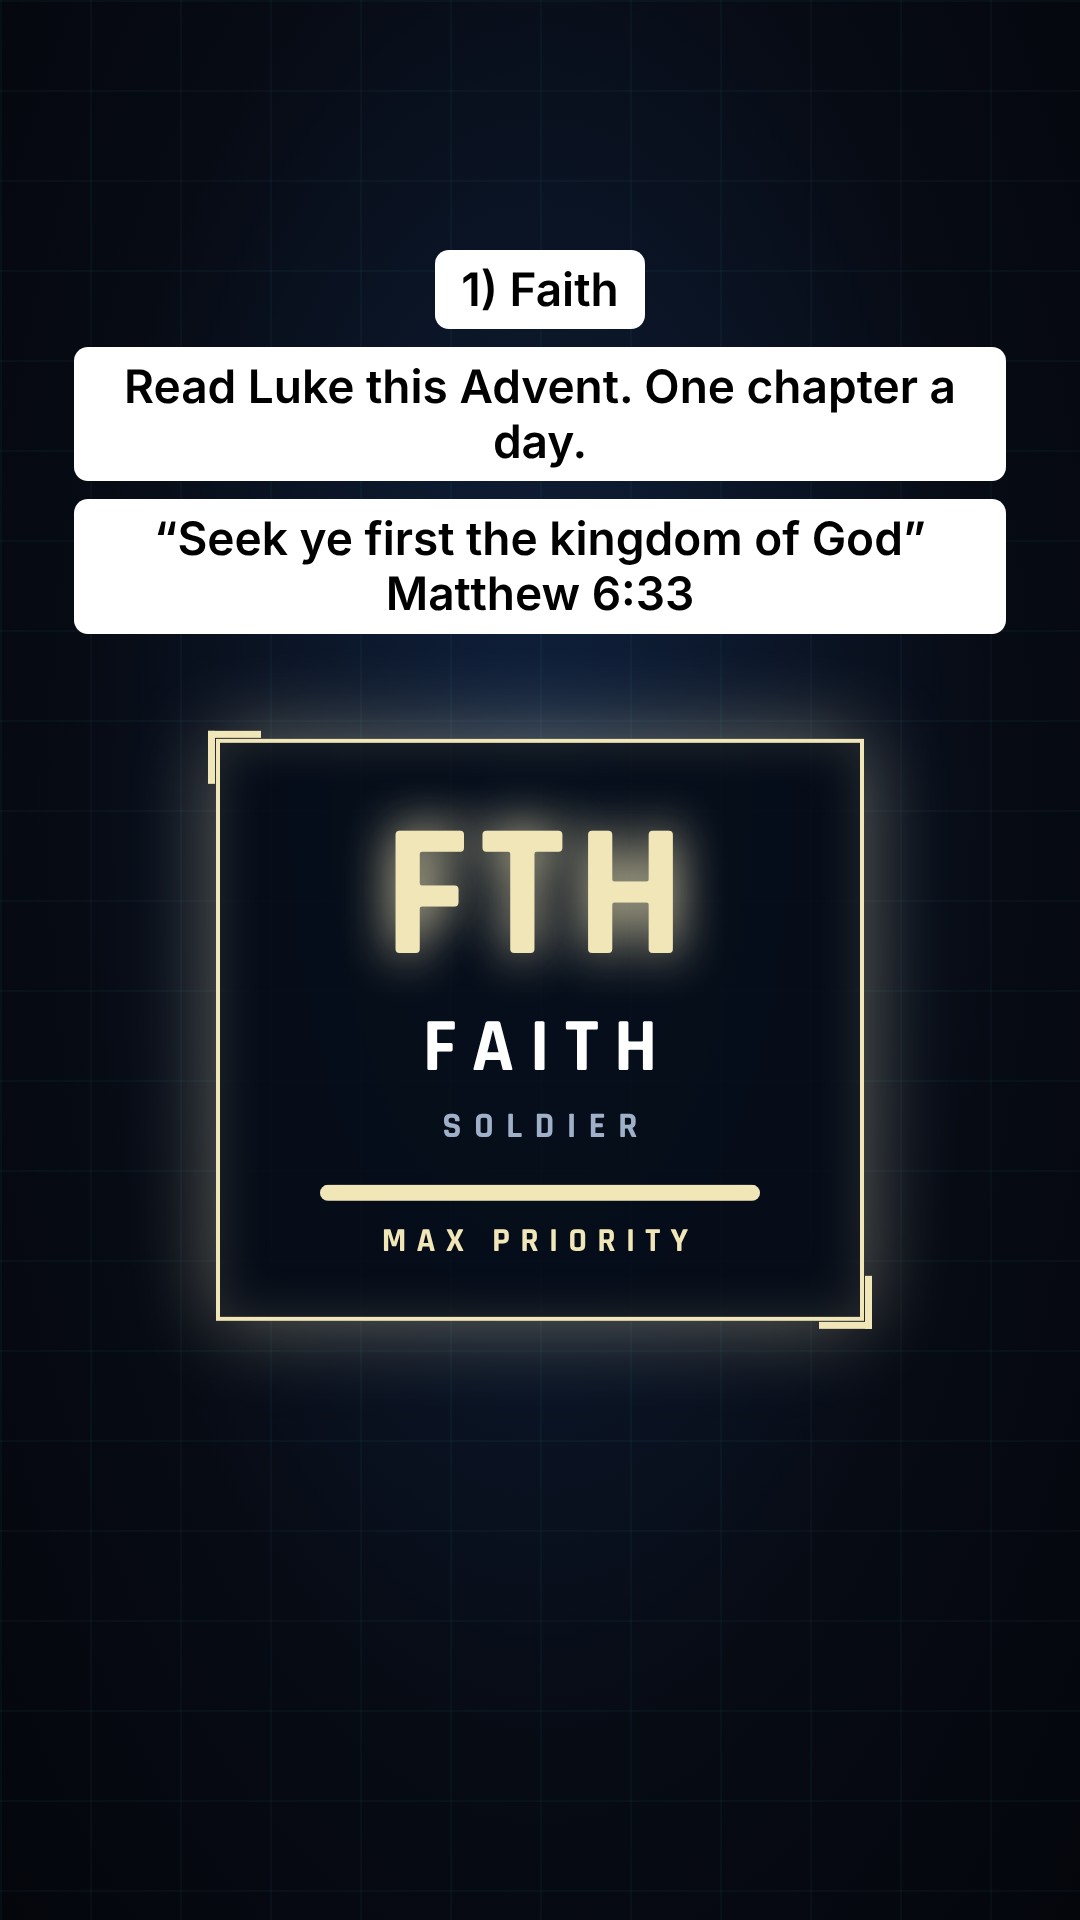 1) Faith
Read Luke this Advent. One chapter a
day.
“Seek ye first the kingdom of God”
Matthew 6:33
FTH
FAITH
SOLDIER
MAX PRIORITY